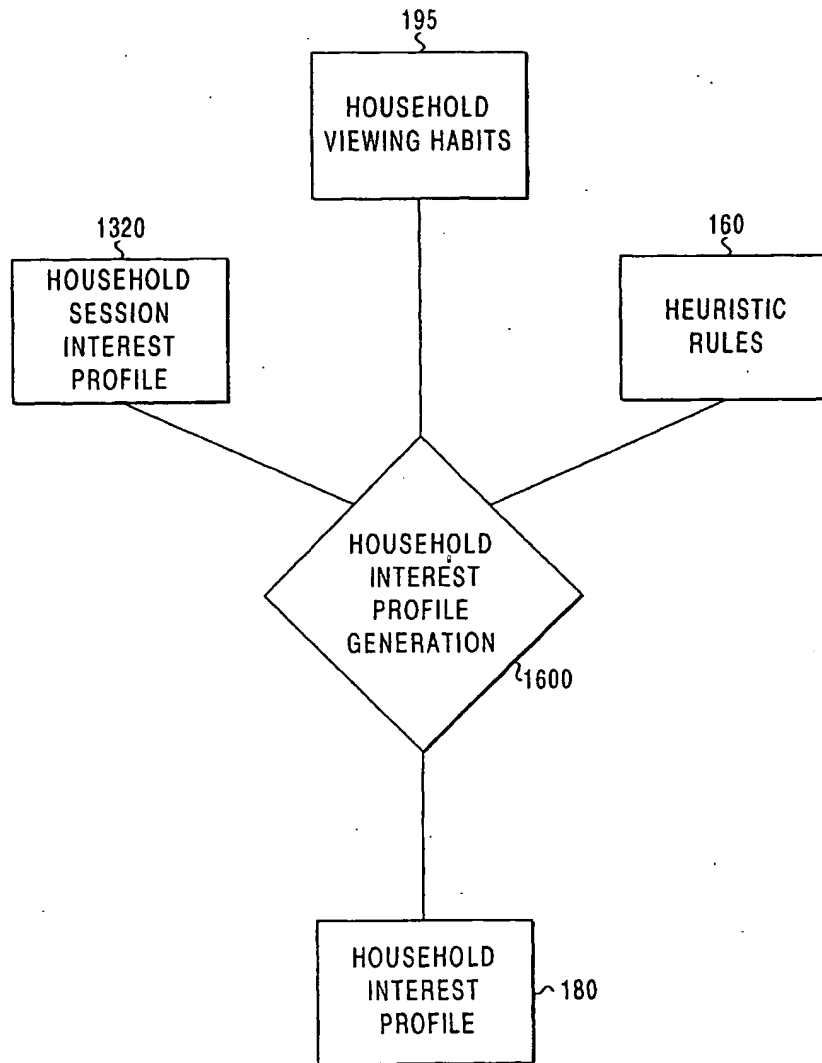 195
HOUSEHOLD
VIEWING HABITS
1320
HOUSEHOLD
SESSION
INTEREST
PROFILE
160
HEURISTIC
RULES
HOUSEHOLD
INTEREST
PROFILE
GENERATION
1600
HOUSEHOLD
INTEREST
PROFILE
180